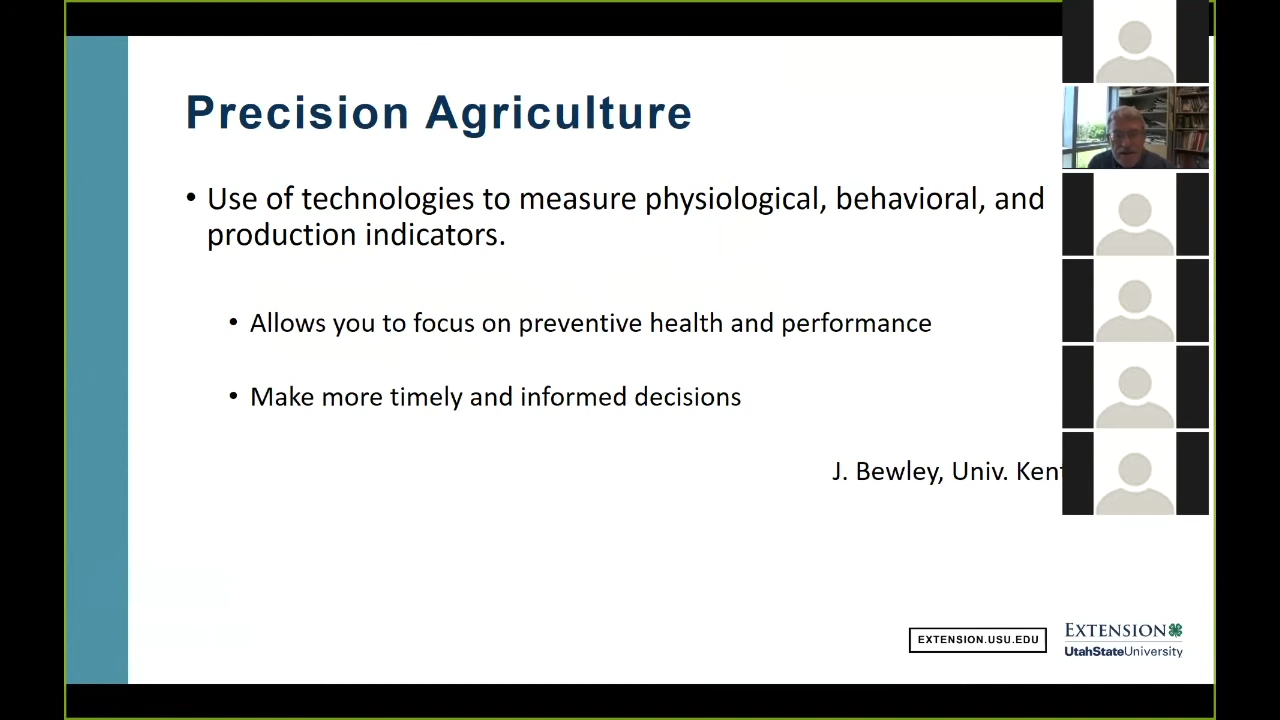 Precision Agriculture
• Use of technologies to measure physiological, behavioral, and
production indicators.
• Allows you to focus on preventive health and performance
• Make more timely and informed decisions
J. Bewley, Univ. Kent
EXTENSION.USU.EDU
EXTENSION
UtahStateUniversity